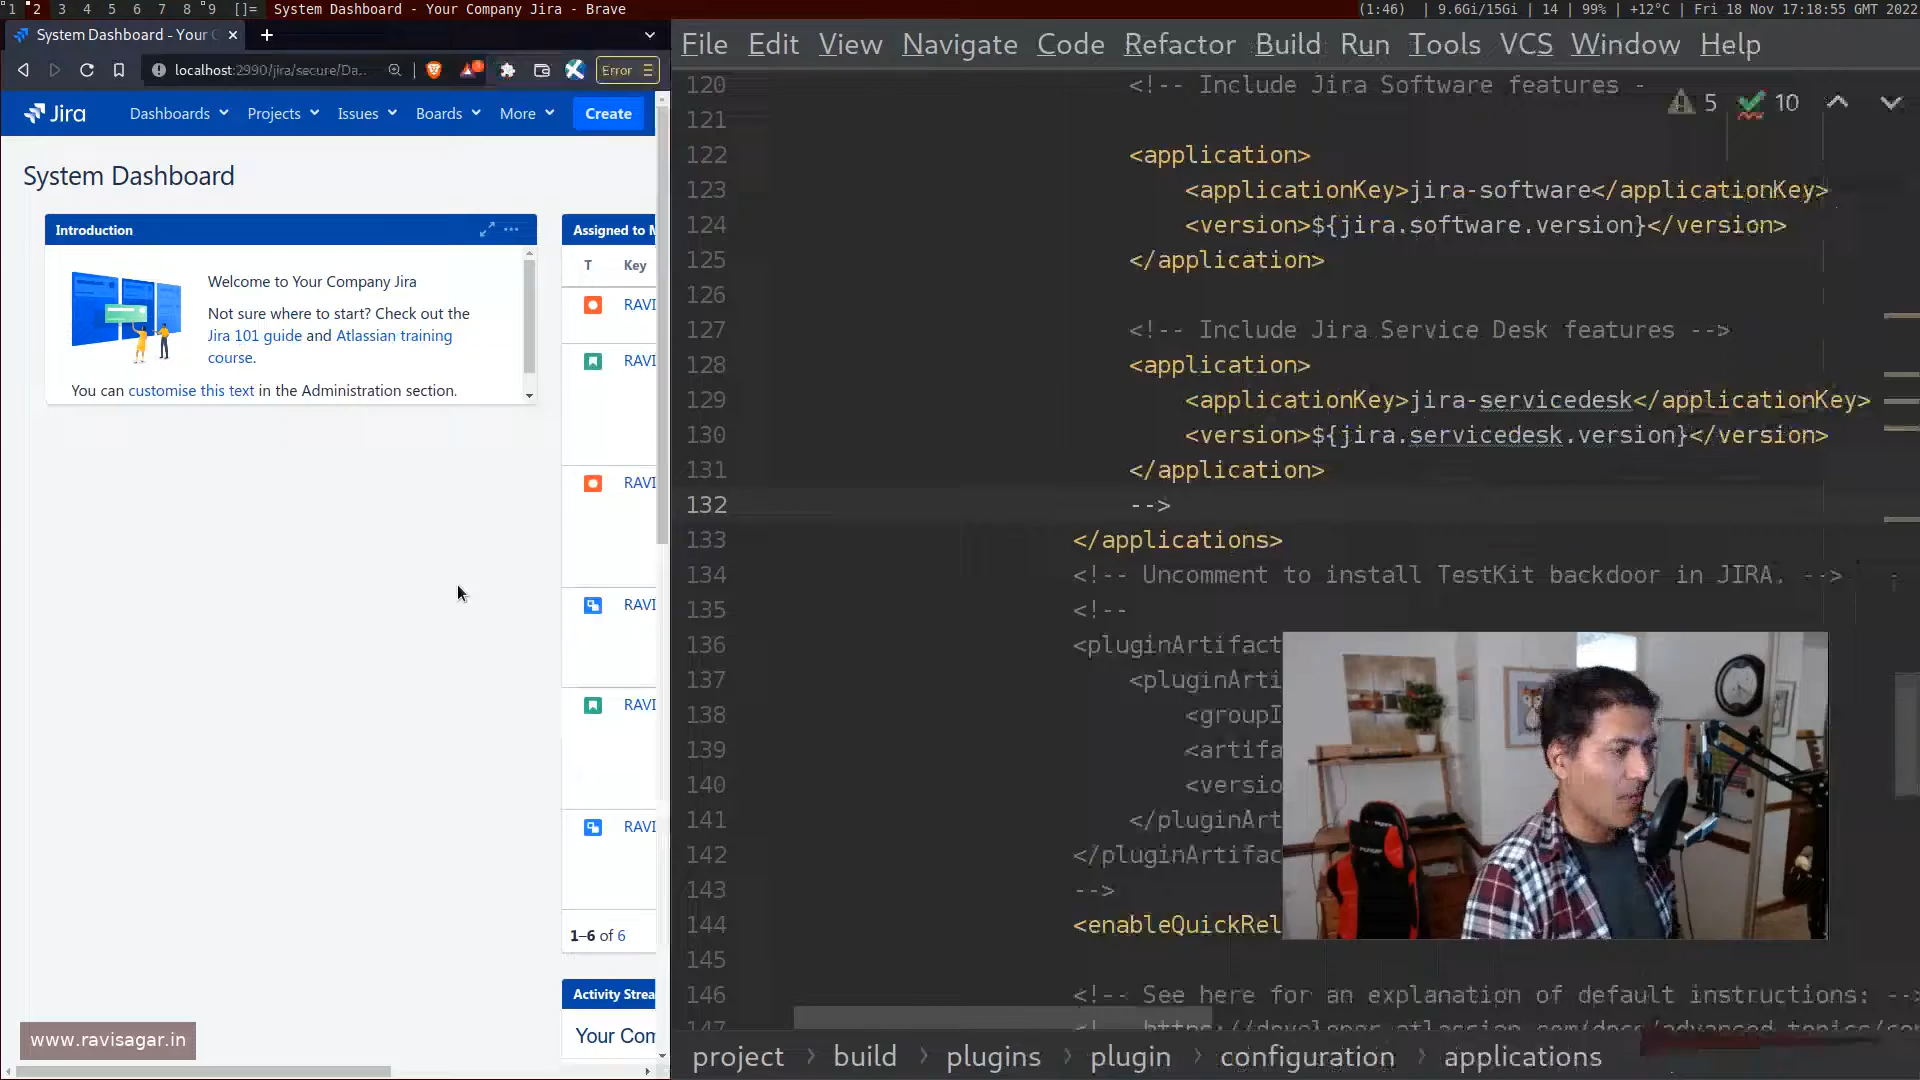 1 2 3 4 5 6 7 8 9 []= System Dashboard - Your Company Jira - Brave
(1:46) | 9.6Gi/15Gi | 14 | 99% | +12°C | Fri 18 Nov 17:18:55 GMT 2022
System Dashboard - Your C
localhost:2990/jira/secure/Da...
Error
Jira Dashboards Projects Issues Boards More Create
System Dashboard
Introduction
Welcome to Your Company Jira
Not sure where to start? Check out the
Jira 101 guide and Atlassian training
course.
You can customise this text in the Administration section.
Assigned to M
T Key
RAVI
RAVI
RAVI
RAVI
RAVI
RAVI
1–6 of 6
Activity Strea
Your Com
www.ravisagar.in
File Edit View Navigate Code Refactor Build Run Tools VCS Window Help
5 10
120 <!-- Include Jira Software features -
121
122 <application>
123 <applicationKey>jira-software</applicationKey>
124 <version>${jira.software.version}</version>
125 </application>
126
127 <!-- Include Jira Service Desk features -->
128 <application>
129 <applicationKey>jira-servicedesk</applicationKey>
130 <version>${jira.servicedesk.version}</version>
131 </application>
132 -->
133 </applications>
134 <!-- Uncomment to install TestKit backdoor in JIRA. -->
135 <!--
136 <pluginArtifact
137 <pluginArti
138 <groupI
139 <artifa
140 <versio
141 </pluginArt
142 </pluginArtifac
143 -->
144 <enableQuickRel
145
146 <!-- See here for an explanation of default instructions: -->
147 <!-- https://developer.atlassian.com/docs/advanced-topics/co
project > build > plugins > plugin > configuration > applications